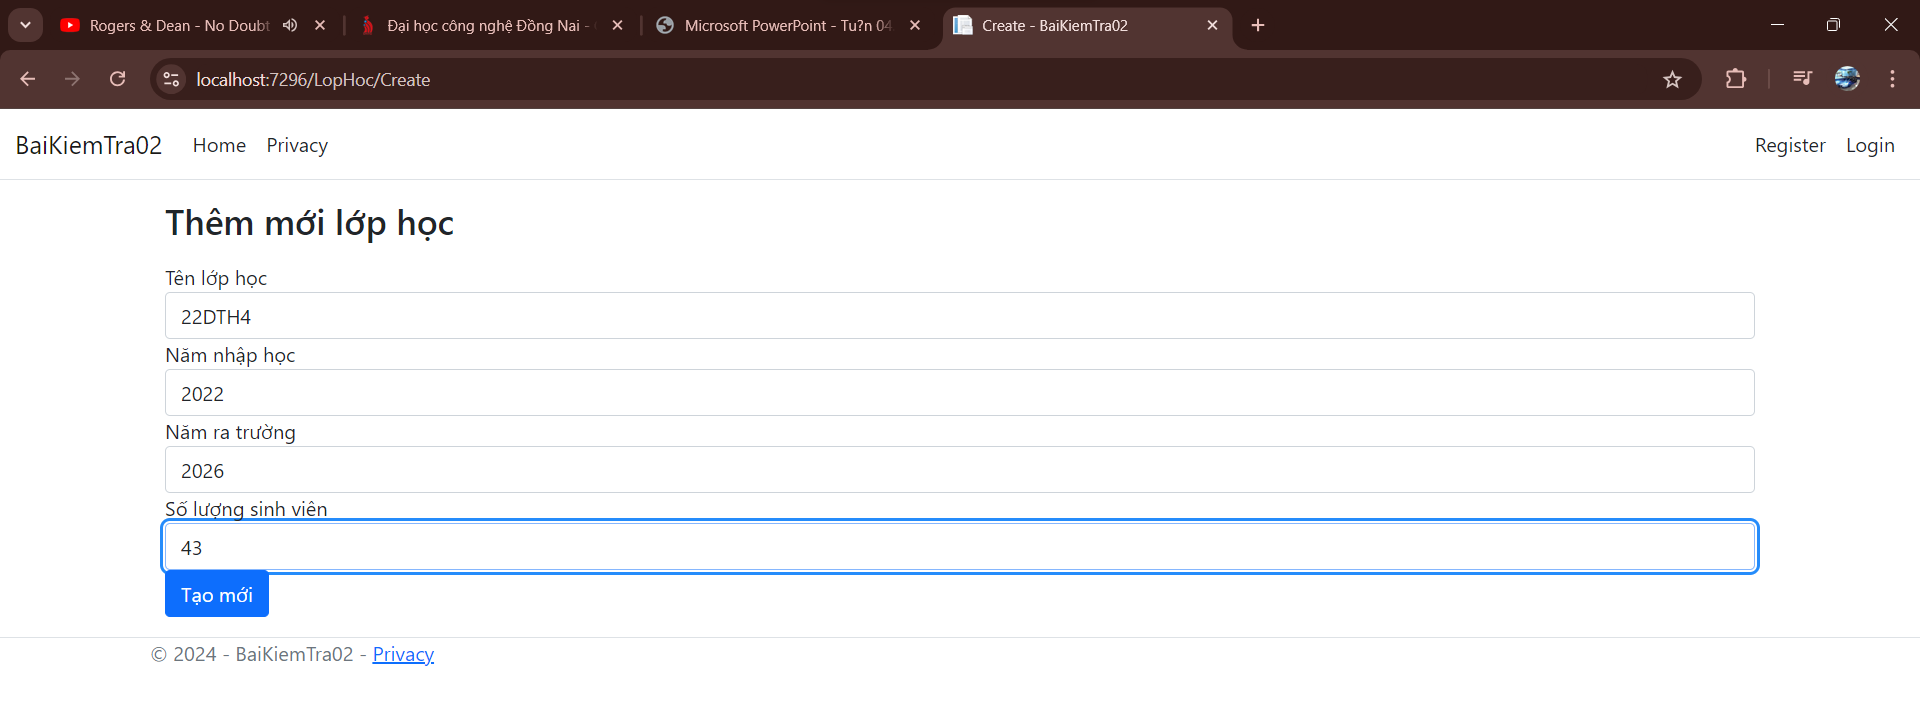 Rogers & Dean - No Doubt
Đại học công nghệ Đồng Nai -
Microsoft PowerPoint - Tu?n 04
Create - BaiKiemTra02
localhost:7296/LopHoc/Create
BaiKiemTra02 Home Privacy Register Login
Thêm mới lớp học
Tên lớp học
22DTH4
Năm nhập học
2022
Năm ra trường
2026
Số lượng sinh viên
43
Tạo mới
© 2024 - BaiKiemTra02 - Privacy